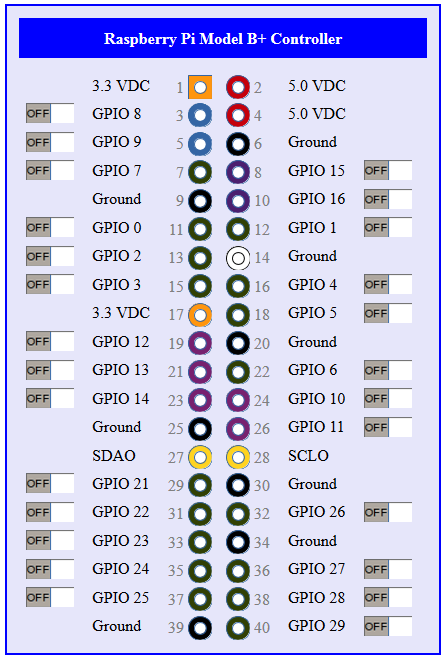 Raspberry Pi Model B+ Controller
3.3 VDC 1 2 5.0 VDC
OFF GPIO 8 3 4 5.0 VDC
OFF GPIO 9 5 6 Ground
OFF GPIO 7 7 8 GPIO 15 OFF
Ground 9 10 GPIO 16 OFF
OFF GPIO 0 11 12 GPIO 1 OFF
OFF GPIO 2 13 14 Ground
OFF GPIO 3 15 16 GPIO 4 OFF
3.3 VDC 17 18 GPIO 5 OFF
OFF GPIO 12 19 20 Ground
OFF GPIO 13 21 22 GPIO 6 OFF
OFF GPIO 14 23 24 GPIO 10 OFF
Ground 25 26 GPIO 11 OFF
SDAO 27 28 SCLO
OFF GPIO 21 29 30 Ground
OFF GPIO 22 31 32 GPIO 26 OFF
OFF GPIO 23 33 34 Ground
OFF GPIO 24 35 36 GPIO 27 OFF
OFF GPIO 25 37 38 GPIO 28 OFF
Ground 39 40 GPIO 29 OFF